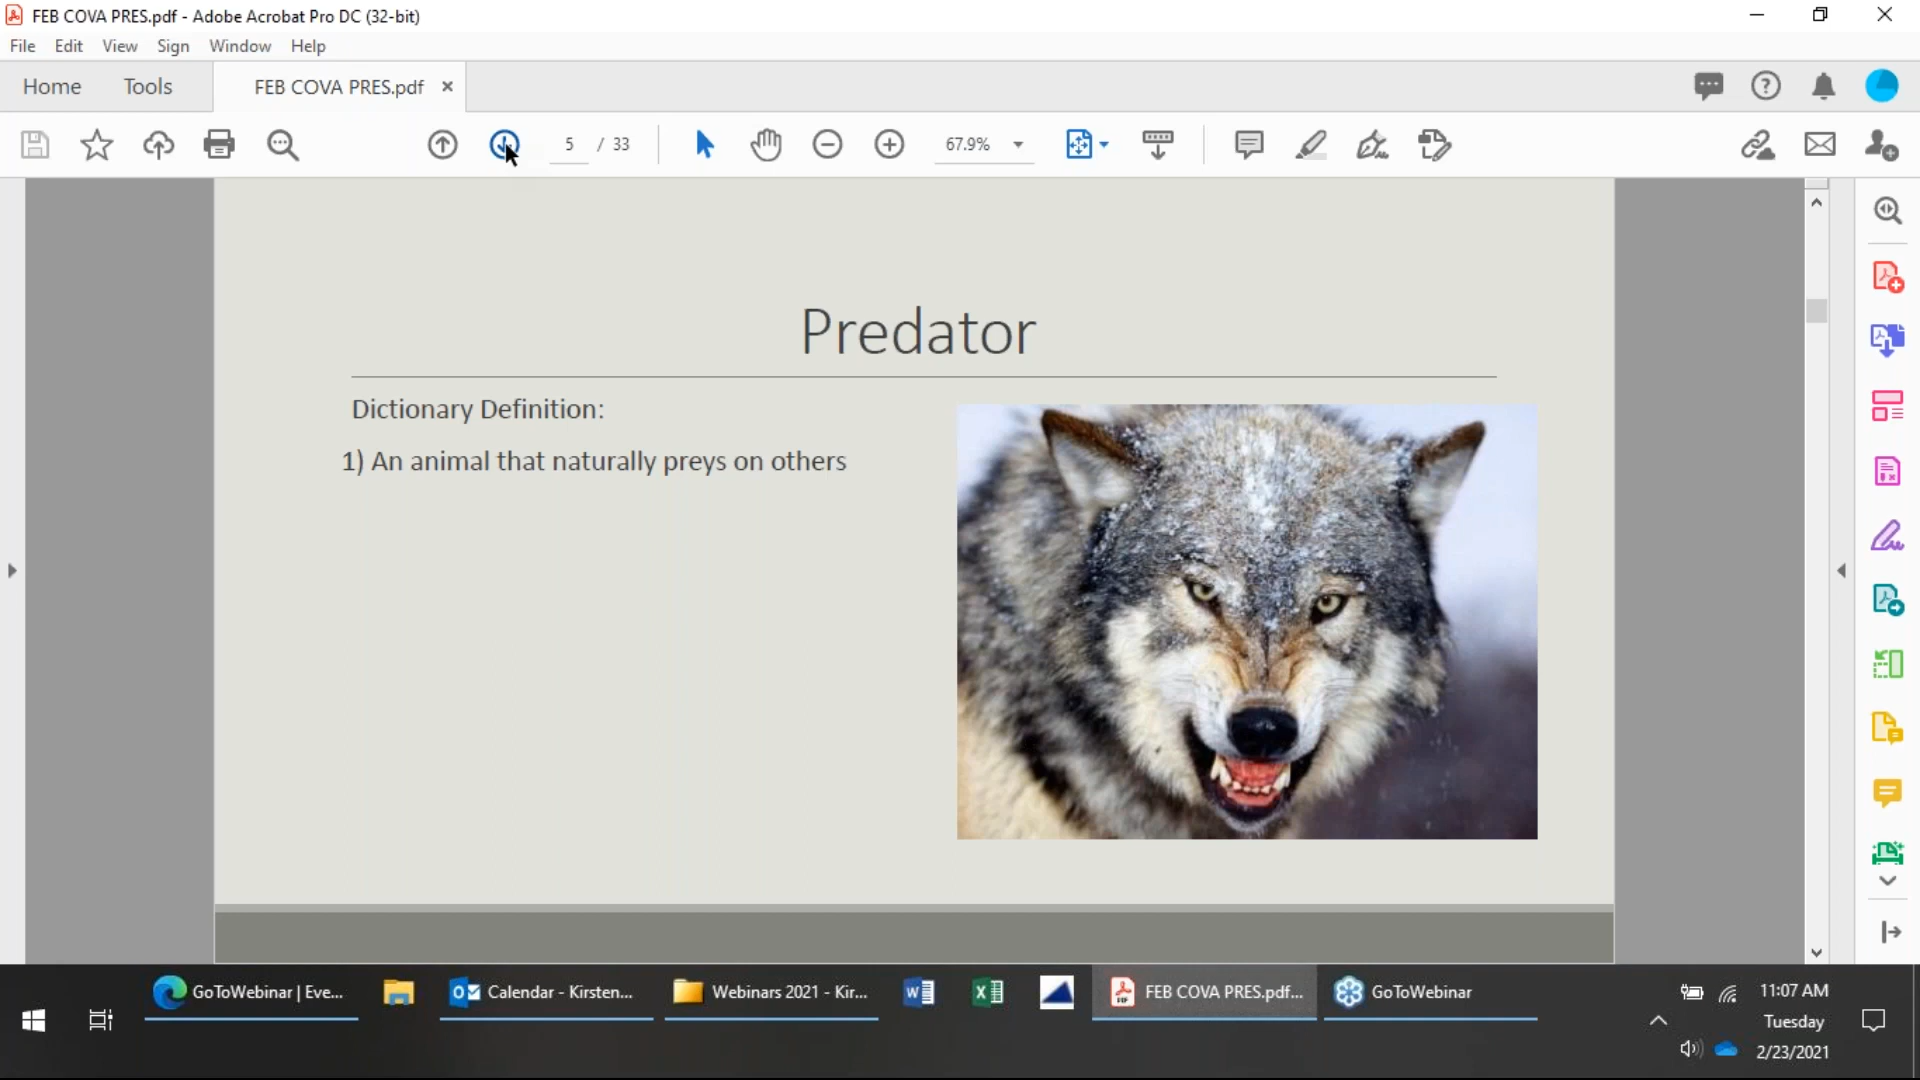 FEB COVA PRES.pdf - Adobe Acrobat Pro DC (32-bit)
File Edit View Sign Window Help
Home Tools FEB COVA PRES.pdf ×
5 / 33 67.9%
Predator
Dictionary Definition:
1) An animal that naturally preys on others
GoToWebinar | Eve... Calendar - Kirsten... Webinars 2021 - Kir... FEB COVA PRES.pdf... GoToWebinar
11:07 AM
Tuesday
2/23/2021